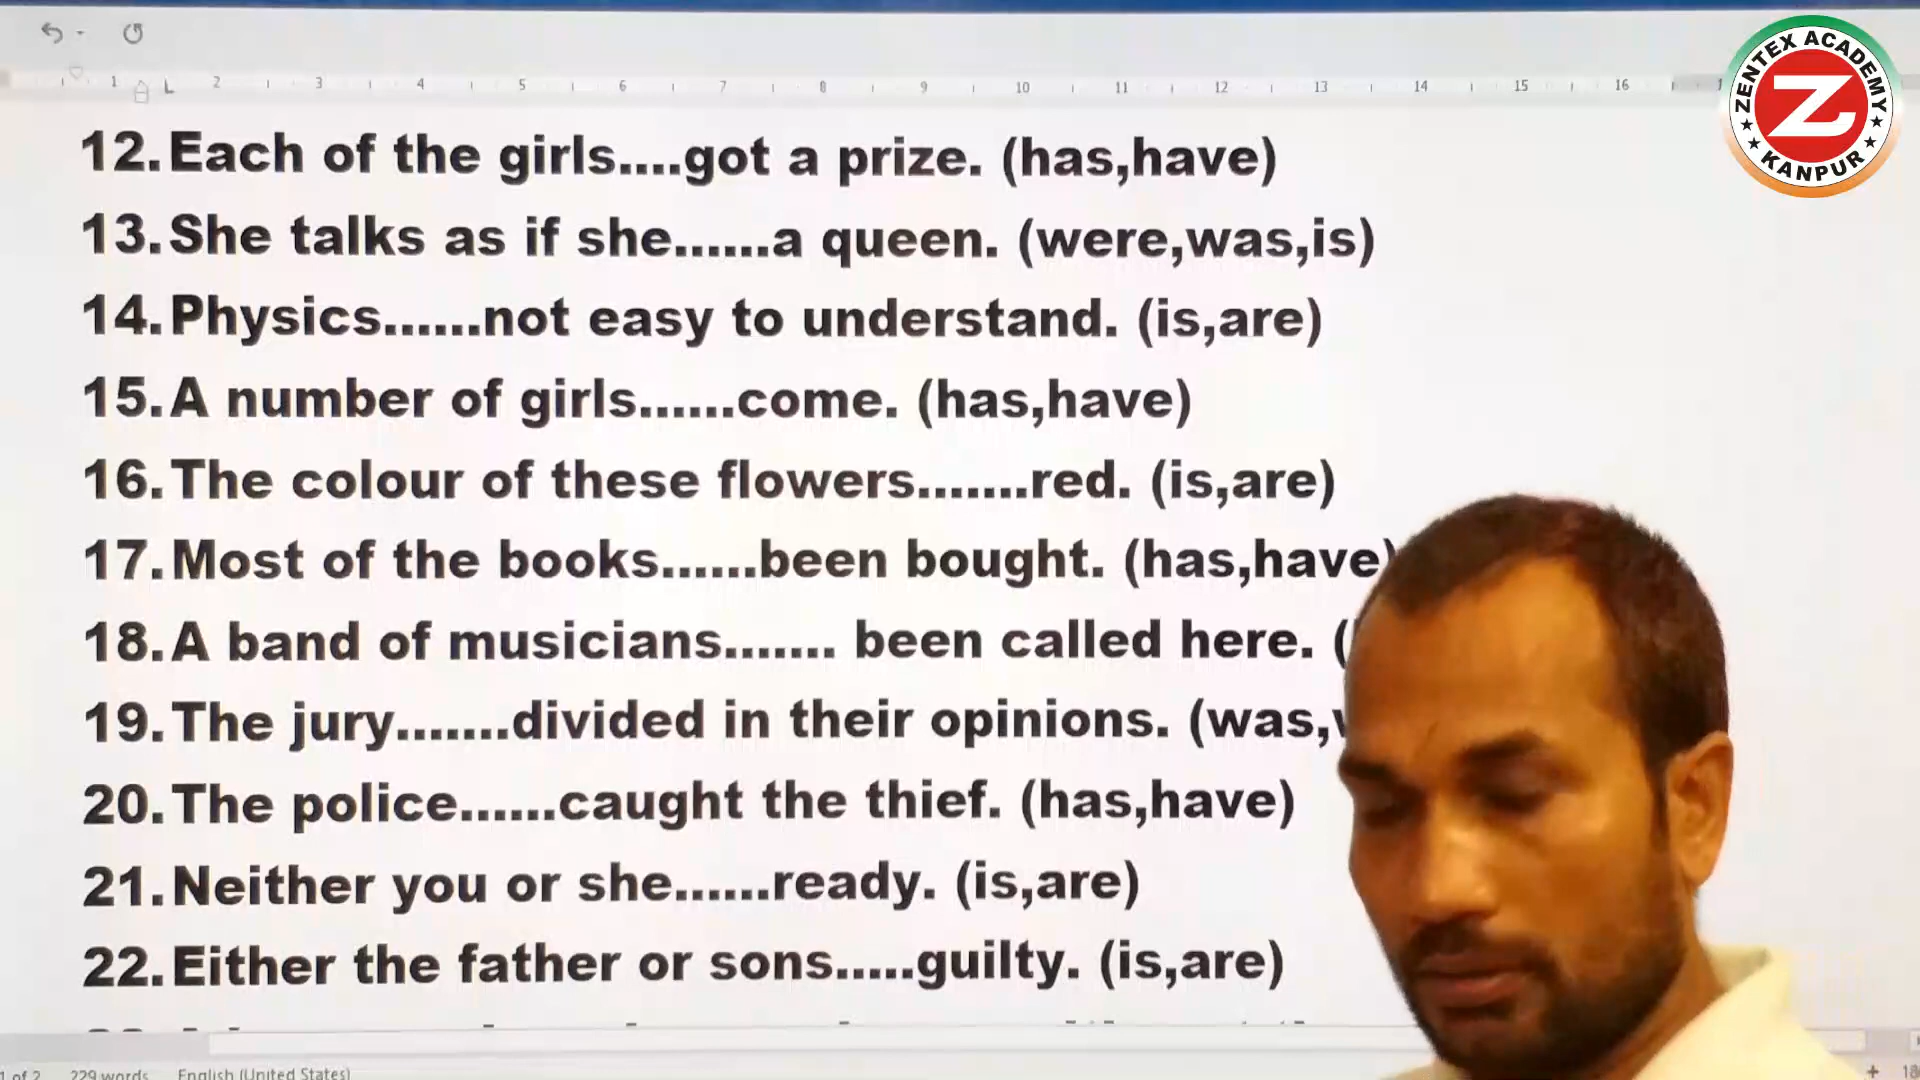 ZENTEX ACADEMY
Z
KANPUR
1 2 3 4 5 6 7 8 9 10 11 12 13 14 15 16
12. Each of the girls....got a prize. (has,have)
13. She talks as if she......a queen. (were,was,is)
14. Physics......not easy to understand. (is,are)
15. A number of girls......come. (has,have)
16. The colour of these flowers.......red. (is,are)
17. Most of the books......been bought. (has,have)
18. A band of musicians....... been called here. (
19. The jury.......divided in their opinions. (was,
20. The police......caught the thief. (has,have)
21. Neither you or she......ready. (is,are)
22. Either the father or sons.....guilty. (is,are)
1 of 2 229 words English (United States)